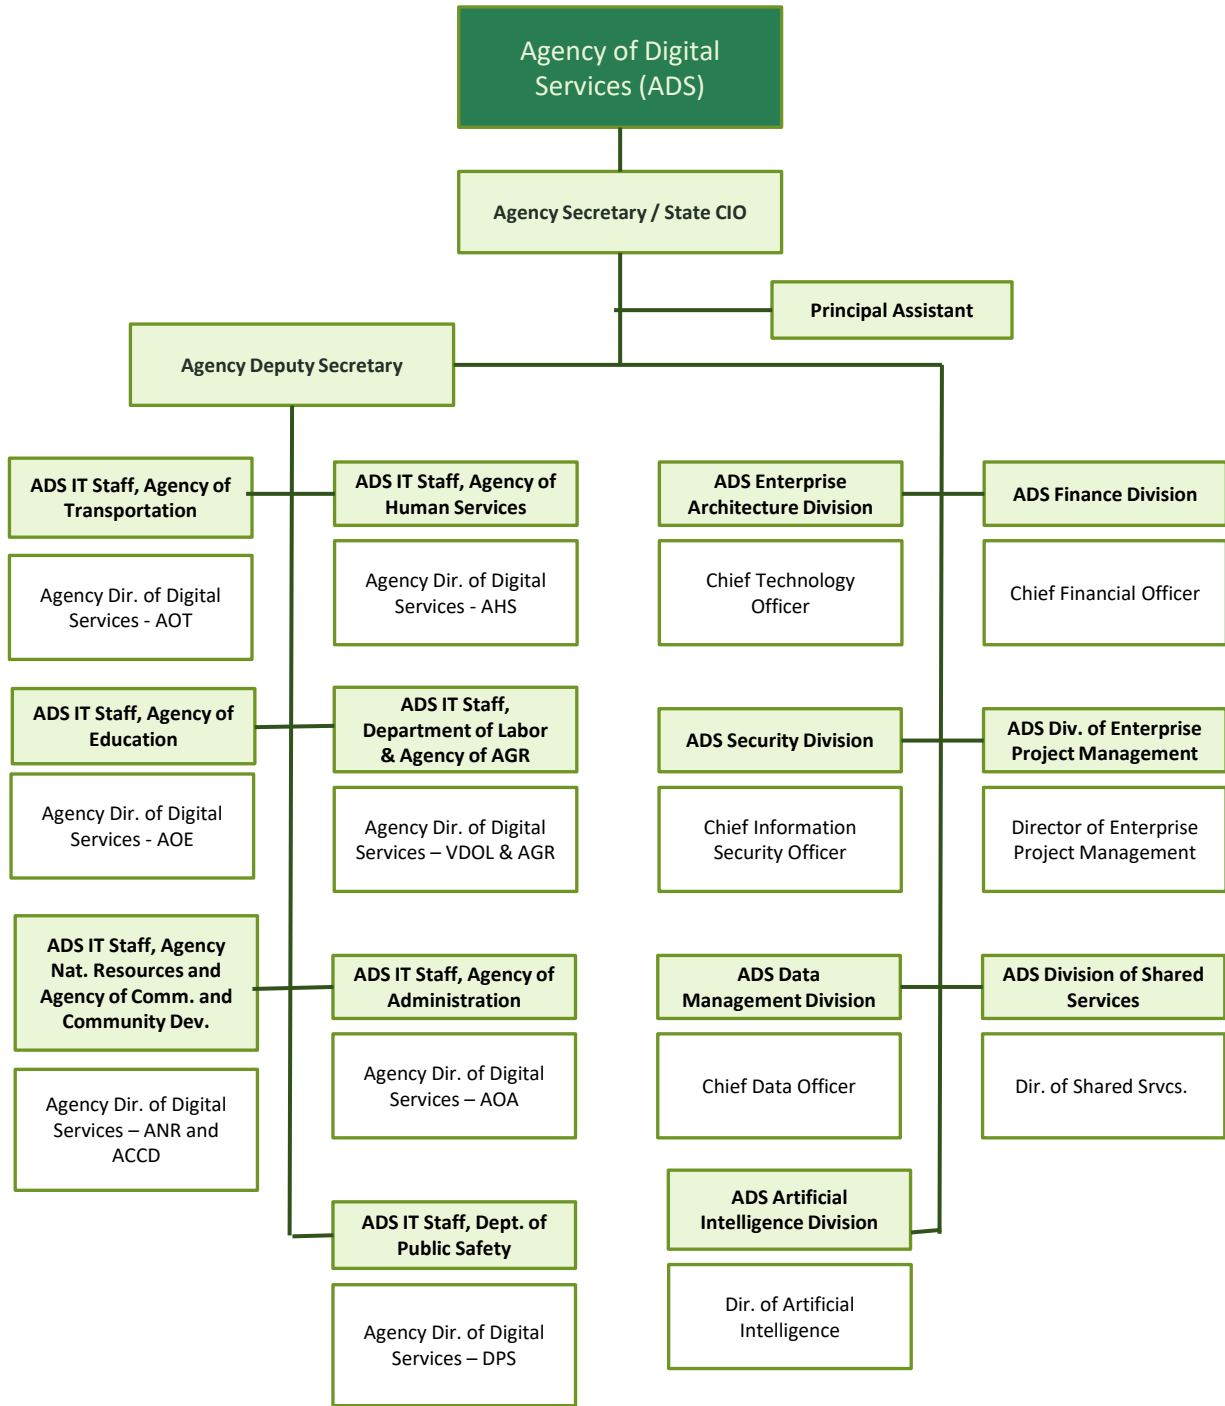 Agency of Digital
Services (ADS)
Agency Secretary / State CIO
Principal Assistant
Agency Deputy Secretary
ADS IT Staff, Agency of
Transportation
Agency Dir. of Digital
Services - AOT
ADS IT Staff, Agency of
Human Services
Agency Dir. of Digital
Services - AHS
ADS IT Staff, Agency of
Education
Agency Dir. of Digital
Services - AOE
ADS IT Staff,
Department of Labor
& Agency of AGR
Agency Dir. of Digital
Services – VDOL & AGR
ADS IT Staff, Agency
Nat. Resources and
Agency of Comm. and
Community Dev.
Agency Dir. of Digital
Services – ANR and
ACCD
ADS IT Staff, Agency of
Administration
Agency Dir. of Digital
Services – AOA
ADS IT Staff, Dept. of
Public Safety
Agency Dir. of Digital
Services – DPS
ADS Enterprise
Architecture Division
Chief Technology
Officer
ADS Finance Division
Chief Financial Officer
ADS Security Division
Chief Information
Security Officer
ADS Div. of Enterprise
Project Management
Director of Enterprise
Project Management
ADS Data
Management Division
Chief Data Officer
ADS Division of Shared
Services
Dir. of Shared Srvcs.
ADS Artificial
Intelligence Division
Dir. of Artificial
Intelligence